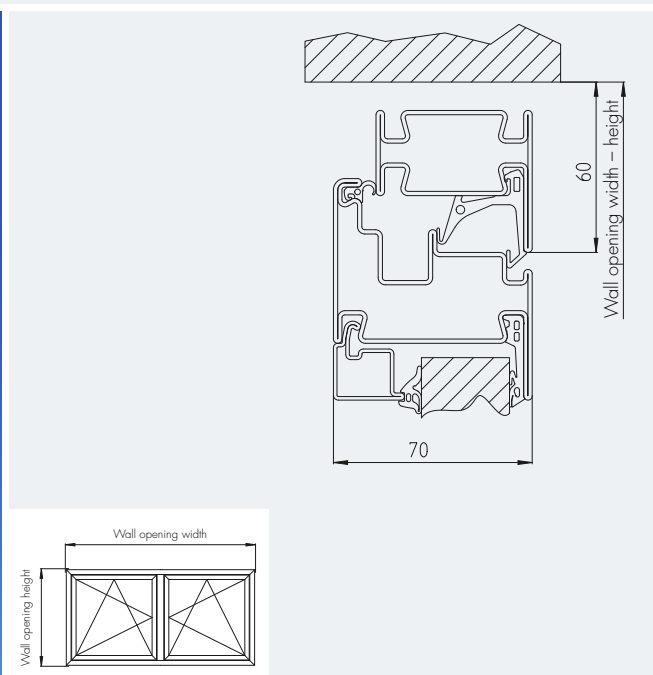 60
Wall opening width – height
70
Wall opening width
Wall opening height